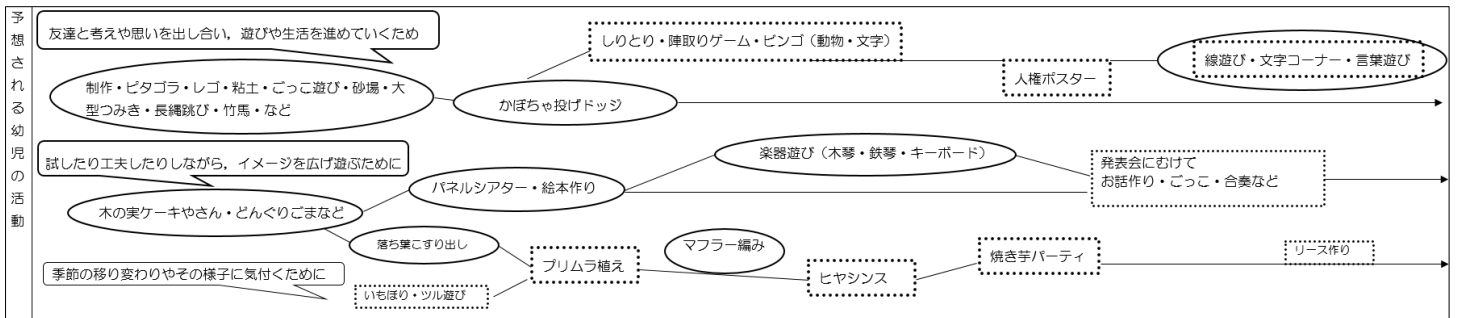 予想される幼児の活動
友達と考えや思いを出し合い，遊びや生活を進めていくため
制作・ピタゴラ・レゴ・粘土・ごっこ遊び・砂場・大
型つみき・長縄跳び・竹馬・など
しりとり・陣取りゲーム・ビンゴ（動物・文字）
かぼちゃ投げドッジ
人権ポスター
線遊び・文字コーナー・言葉遊び
試したり工夫したりしながら，イメージを広げ遊ぶために
木の実ケーキやさん・どんぐりごまなど
パネルシアター・絵本作り
楽器遊び（木琴・鉄琴・キーボード）
発表会にむけて
お話作り・ごっこ・合奏など
落ち葉こすり出し
季節の移り変わりやその様子に気付くために
いもほり・ツル遊び
プリムラ植え
マフラー編み
ヒヤシンス
焼き芋パーティ
リース作り